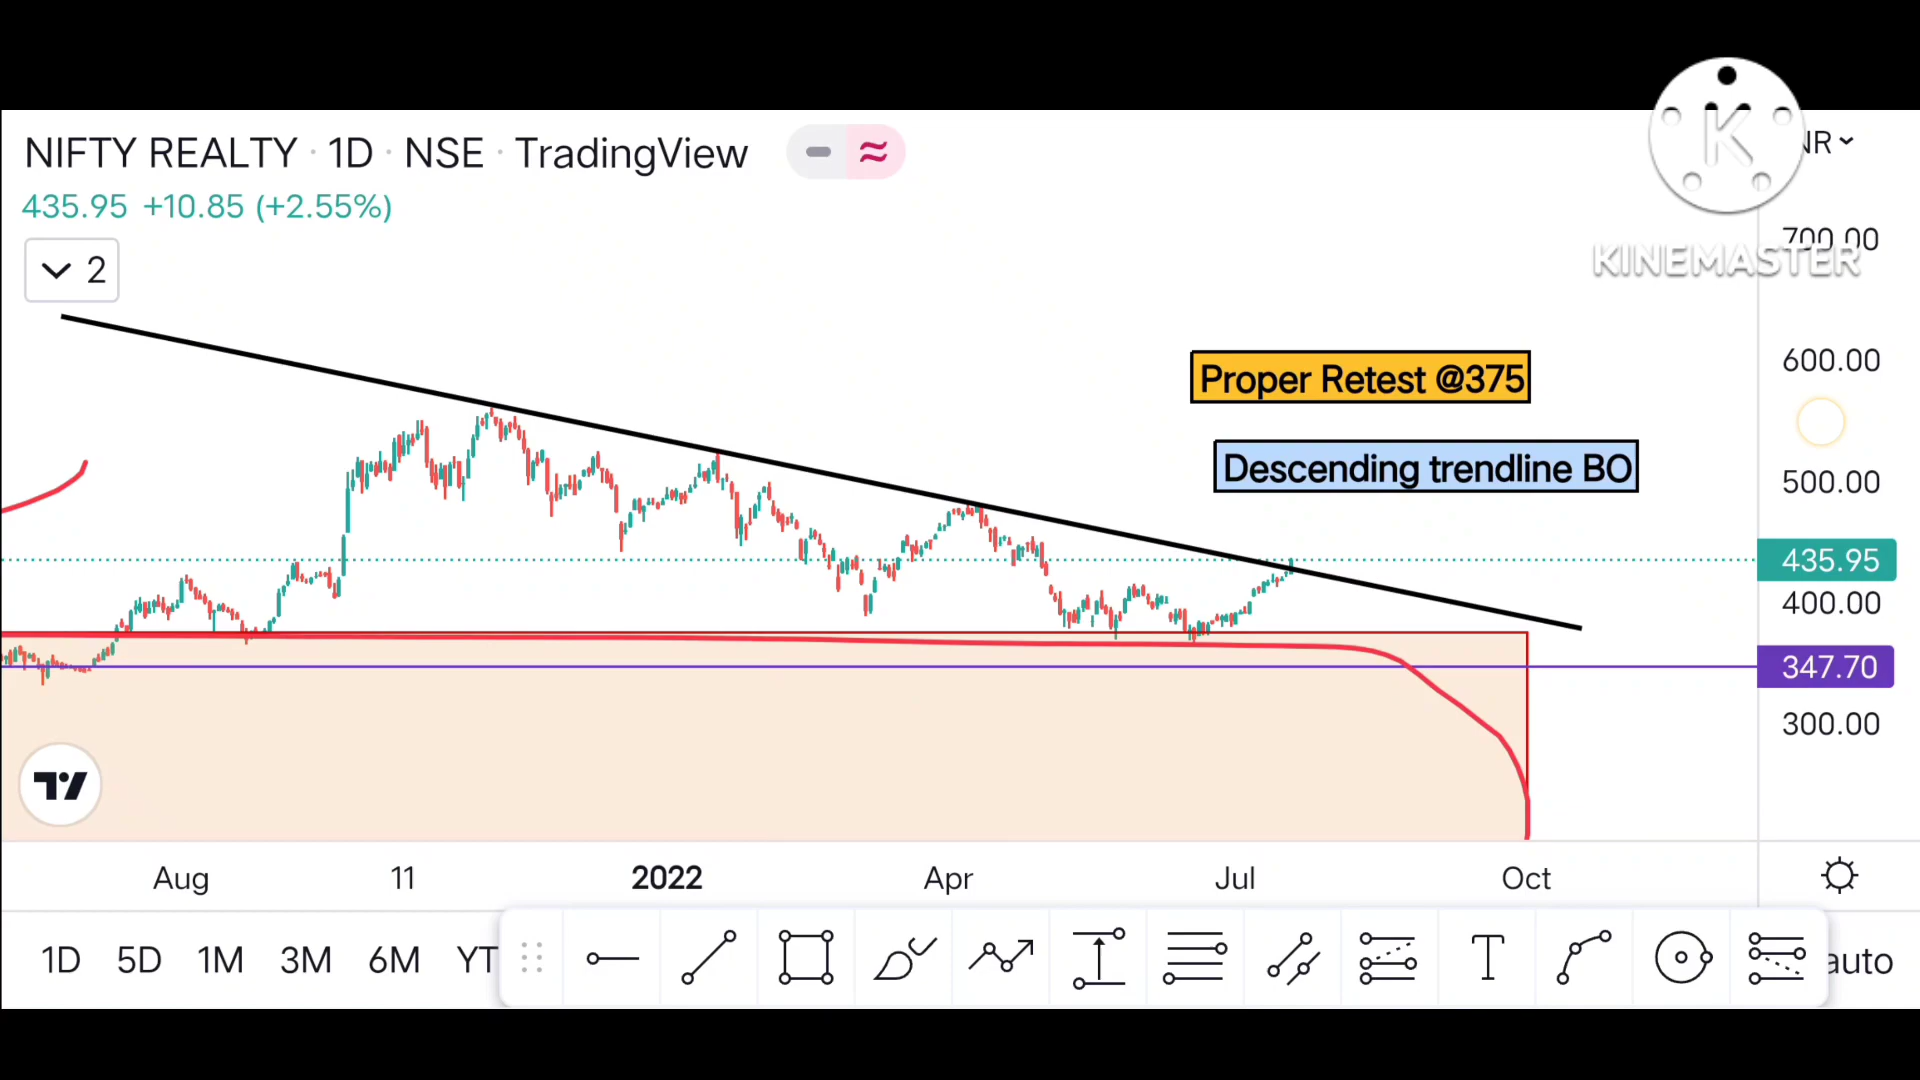 NIFTY REALTY · 1D · NSE · TradingView
435.95 +10.85 (+2.55%)
2
K
KINEMASTER
700.00
600.00
500.00
435.95
400.00
347.70
300.00
Proper Retest @375
Descending trendline BO
Aug 11 2022 Apr Jul Oct
1D 5D 1M 3M 6M YT
T
auto